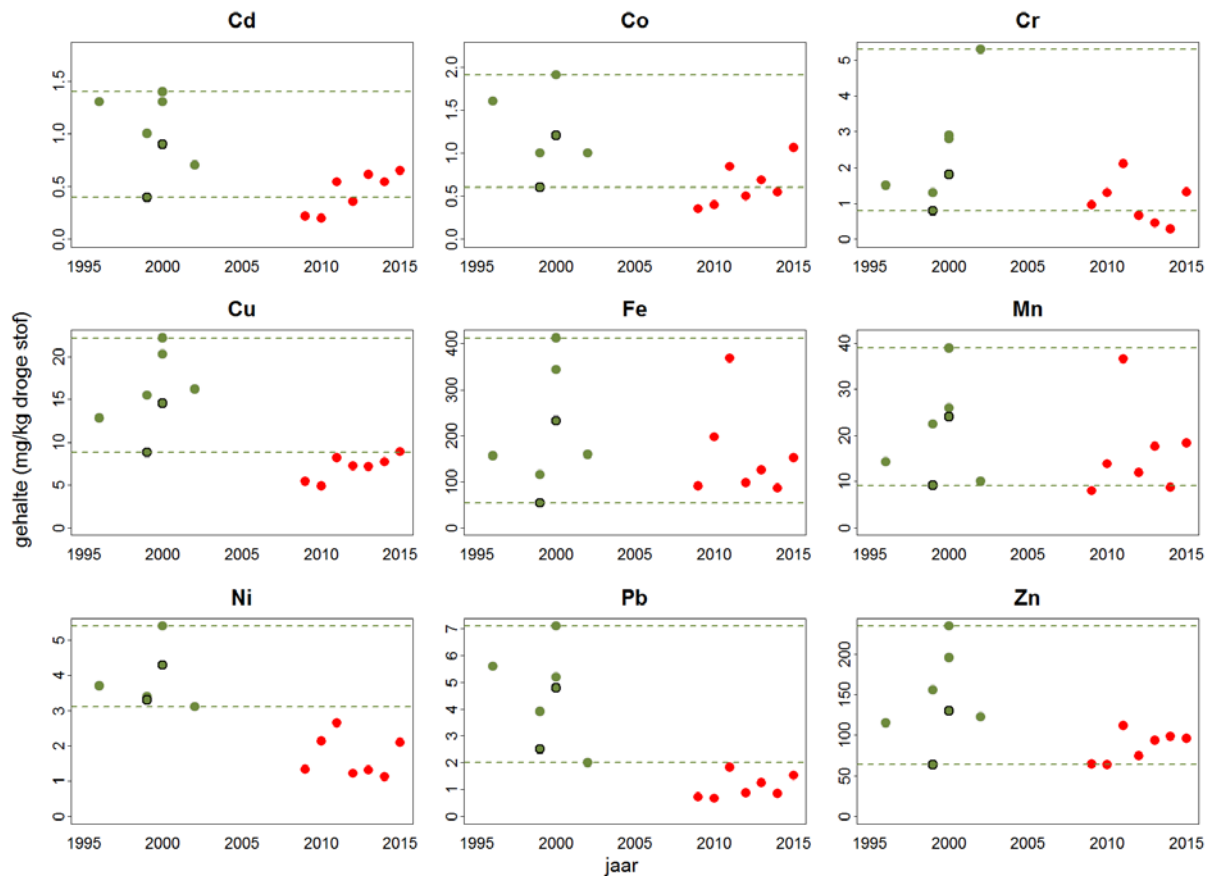 Cd
Co
Cr
0.0 0.5 1.0 1.5
0.0 0.5 1.0 1.5 2.0
0 1 2 3 4 5
1995 2000 2005 2010 2015
1995 2000 2005 2010 2015
1995 2000 2005 2010 2015
Cu
Fe
Mn
gehalte (mg/kg droge stof)
0 5 10 15 20
0 100 200 300 400
0 10 20 30 40
1995 2000 2005 2010 2015
1995 2000 2005 2010 2015
1995 2000 2005 2010 2015
Ni
Pb
Zn
0 1 2 3 4 5
0 1 2 3 4 5 6 7
0 50 100 150 200
1995 2000 2005 2010 2015
1995 2000 2005 2010 2015
1995 2000 2005 2010 2015
jaar